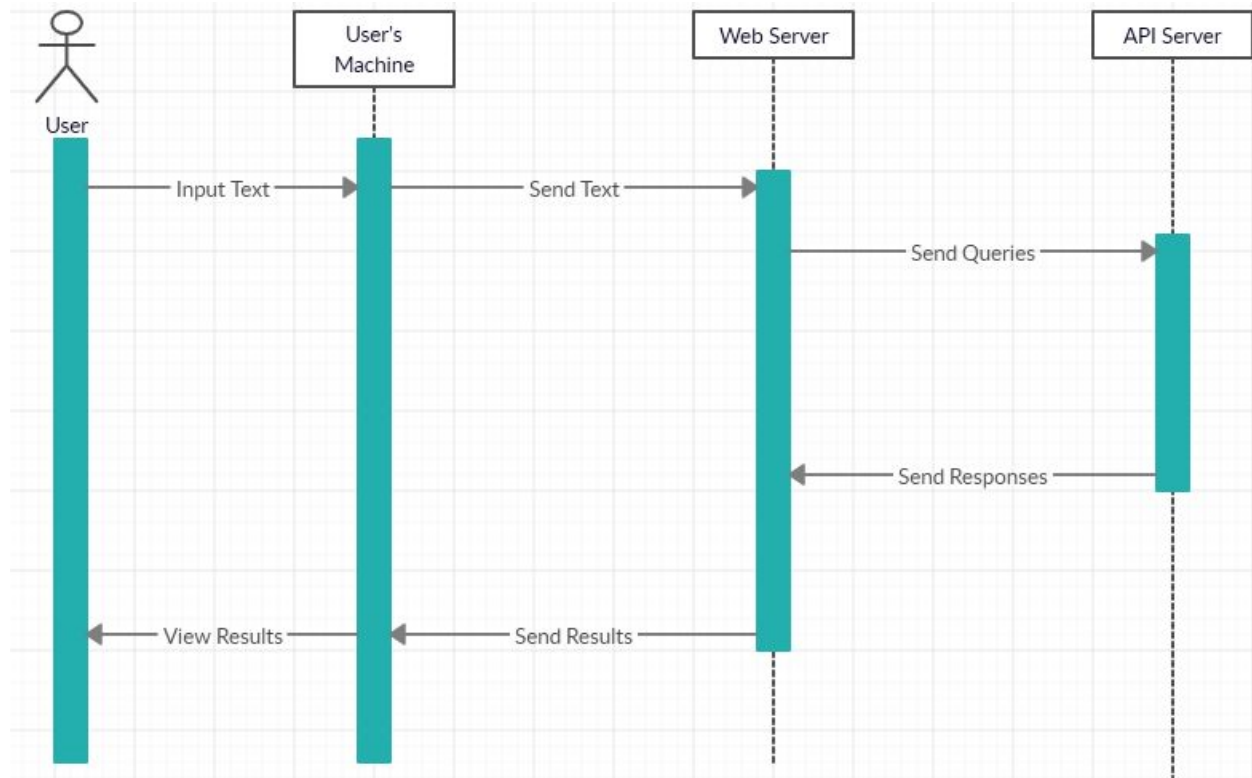 User's
Machine
Web Server
API Server
User
Input Text
Send Text
Send Queries
Send Responses
View Results
Send Results